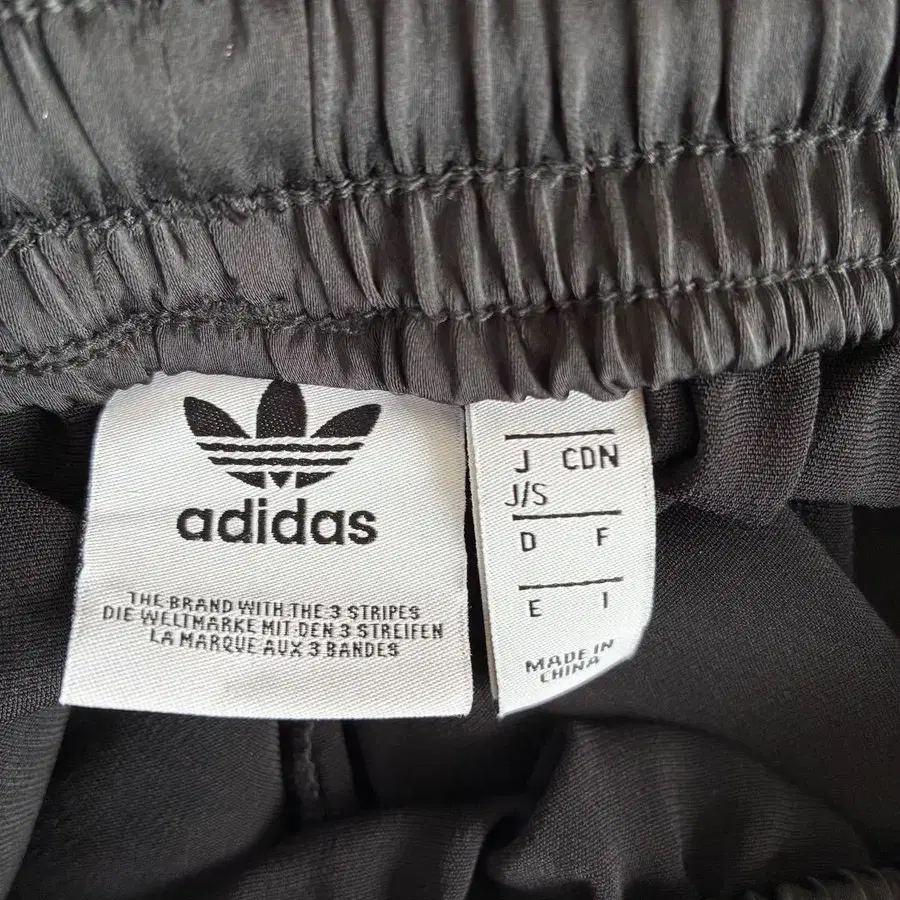 adidas
THE BRAND WITH THE 3 STRIPES
DIE WELTMARKE MIT DEN 3 STREIFEN
LA MARQUE AUX 3 BANDES
J CDN
J/S
D F
E I
MADE IN
CHINA